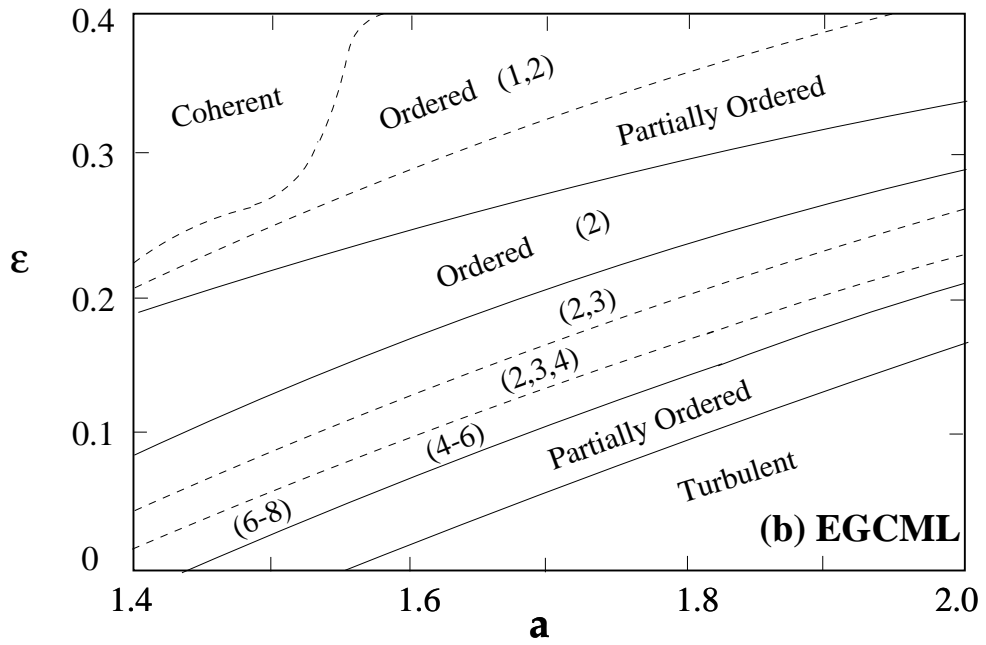 0.4
Coherent
Ordered (1,2)
Partially Ordered
0.3
ε
Ordered (2)
0.2
(2,3)
(2,3,4)
0.1
(4-6)
Partially Ordered
Turbulent
(6-8)
(b) EGCML
0
1.4 1.6 1.8 2.0
a